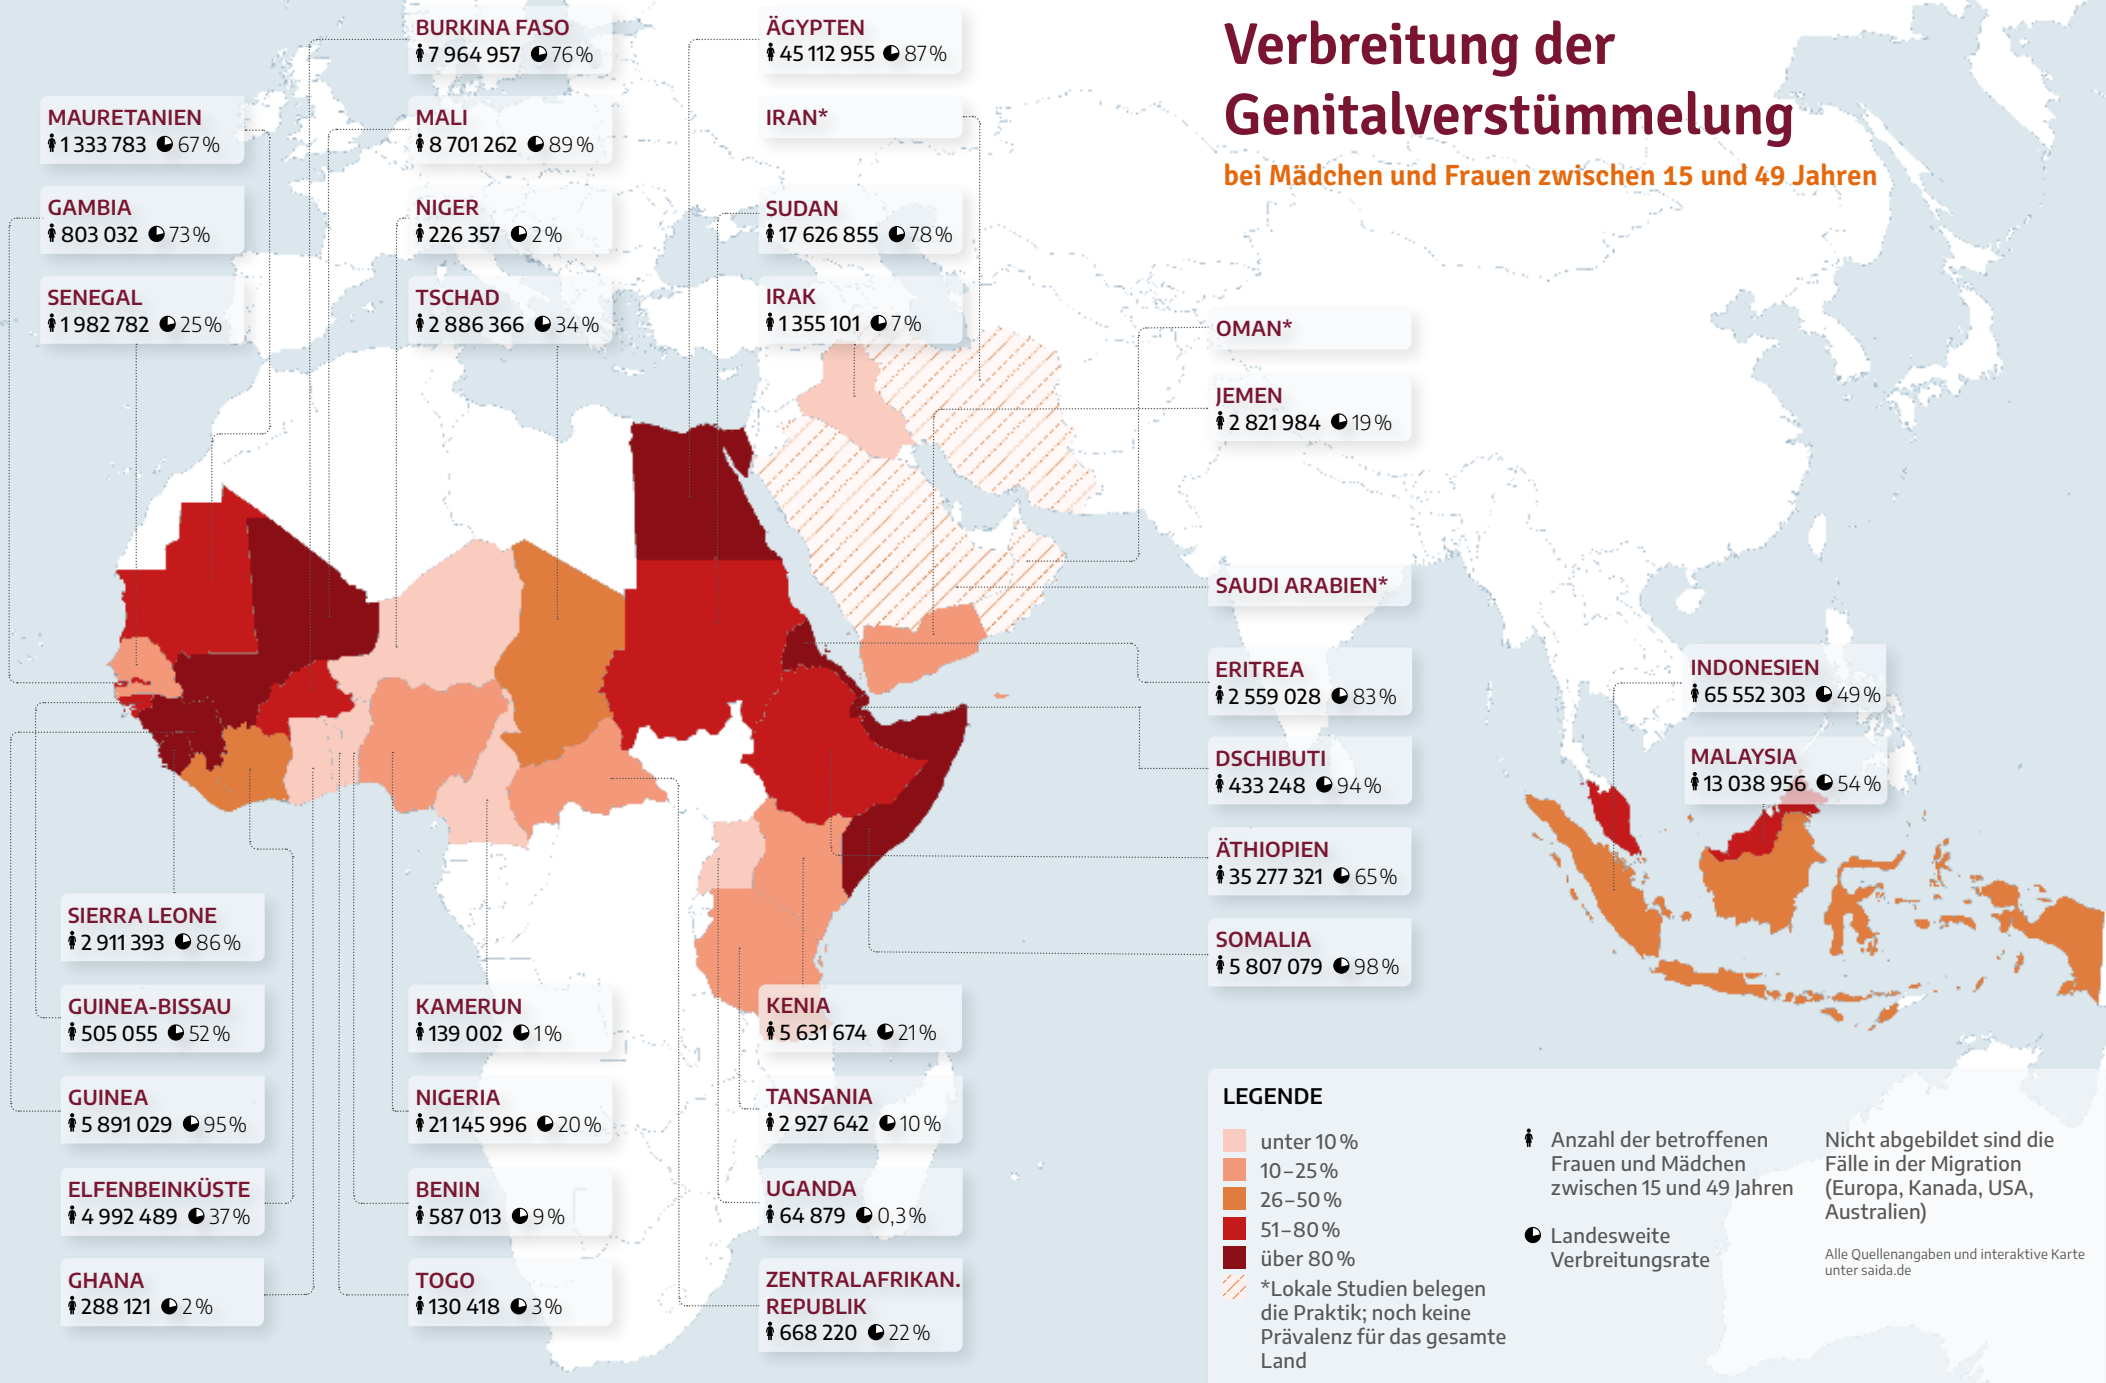 Verbreitung der
Genitalverstümmelung
bei Mädchen und Frauen zwischen 15 und 49 Jahren
MAURETANIEN
1 333 783 67 %
GAMBIA
803 032 73 %
SENEGAL
1 982 782 25 %
BURKINA FASO
7 964 957 76 %
MALI
8 701 262 89 %
NIGER
226 357 2 %
TSCHAD
2 886 366 34 %
ÄGYPTEN
45 112 955 87 %
IRAN*
SUDAN
17 626 855 78 %
IRAK
1 355 101 7 %
OMAN*
JEMEN
2 821 984 19 %
SAUDI ARABIEN*
ERITREA
2 559 028 83 %
DSCHIBUTI
433 248 94 %
ÄTHIOPIEN
35 277 321 65 %
SOMALIA
5 807 079 98 %
INDONESIEN
65 552 303 49 %
MALAYSIA
13 038 956 54 %
SIERRA LEONE
2 911 393 86 %
GUINEA-BISSAU
505 055 52 %
GUINEA
5 891 029 95 %
ELFENBEINKÜSTE
4 992 489 37 %
GHANA
288 121 2 %
KAMERUN
139 002 1 %
NIGERIA
21 145 996 20 %
BENIN
587 013 9 %
TOGO
130 418 3 %
KENIA
5 631 674 21 %
TANSANIA
2 927 642 10 %
UGANDA
64 879 0,3 %
ZENTRALAFRIKAN.
REPUBLIK
668 220 22 %
LEGENDE
unter 10 %
10–25 %
26–50 %
51–80 %
über 80 %
*Lokale Studien belegen
die Praktik; noch keine
Prävalenz für das gesamte
Land
Anzahl der betroffenen
Frauen und Mädchen
zwischen 15 und 49 Jahren
Landesweite
Verbreitungsrate
Nicht abgebildet sind die
Fälle in der Migration
(Europa, Kanada, USA,
Australien)
Alle Quellenangaben und interaktive Karte
unter saida.de